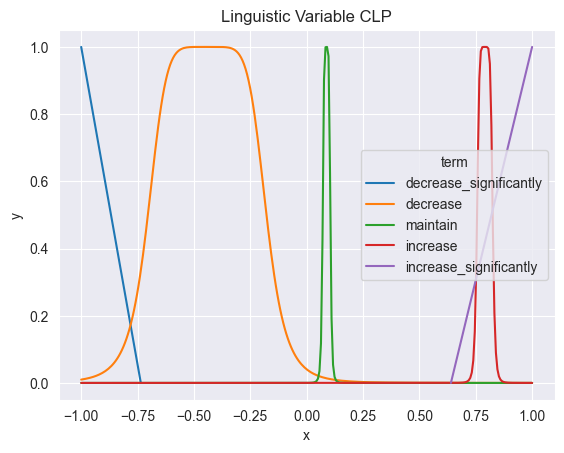 Linguistic Variable CLP
1.0
0.8
0.6
0.4
0.2
0.0
y
term
decrease_significantly
decrease
maintain
increase
increase_significantly
−1.00 −0.75 −0.50 −0.25 0.00 0.25 0.50 0.75 1.00
x